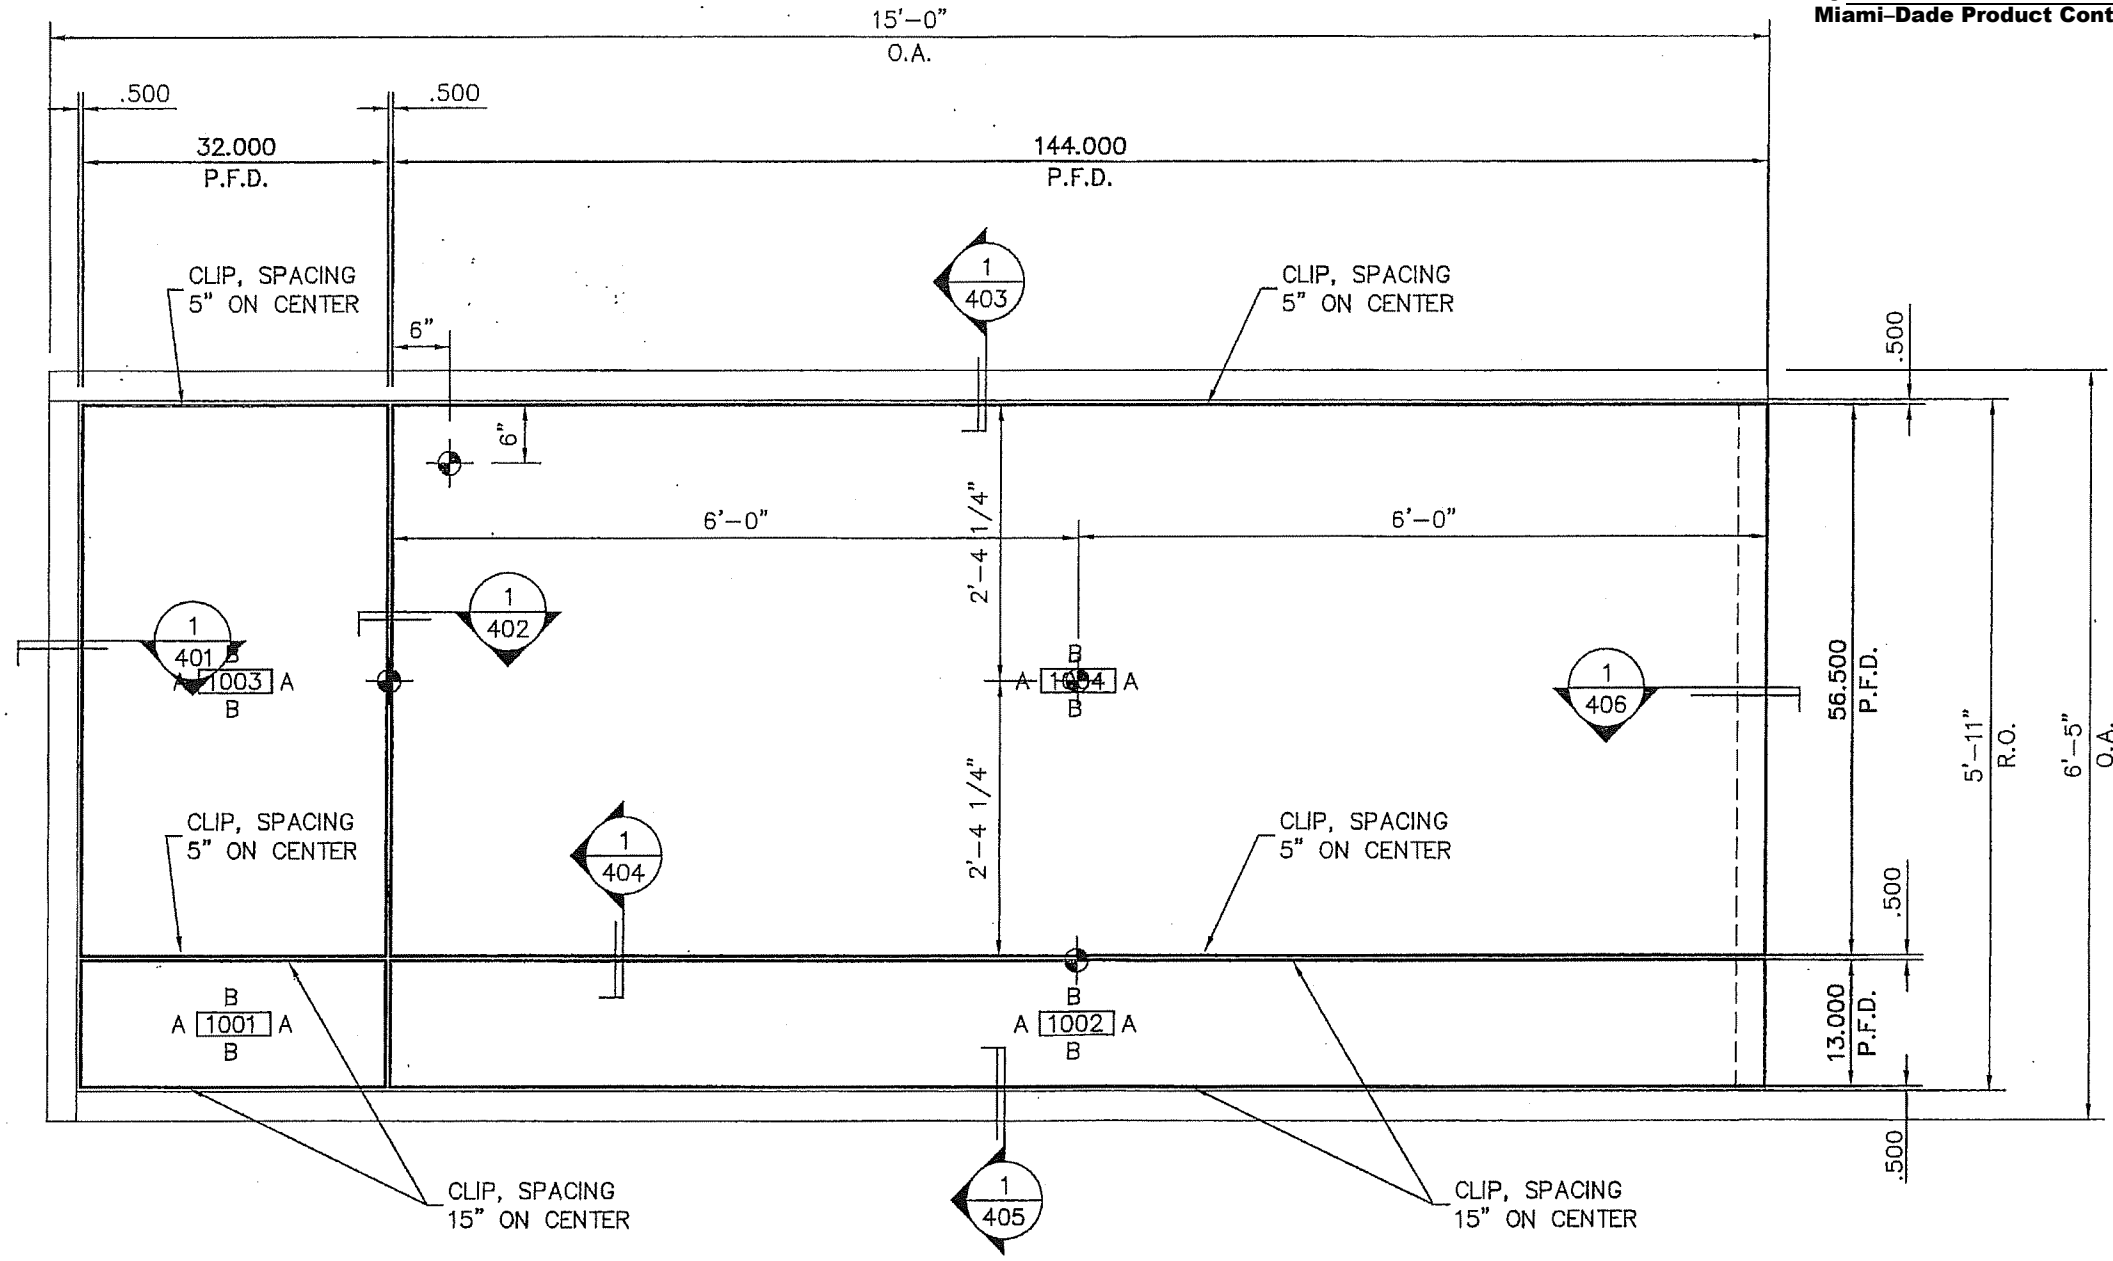 Miami–Dade Product Cont
15'–0"
O.A.
.500
.500
32.000
P.F.D.
144.000
P.F.D.
CLIP, SPACING
5" ON CENTER
1
403
CLIP, SPACING
5" ON CENTER
.500
6"
6"
6'–0"
2'–4 1/4"
6'–0"
1
401
1
402
B
A 1003 A
B
B
A A
B
1
406
56.500
P.F.D.
5'–11"
R.O.
6'–5"
O.A.
CLIP, SPACING
5" ON CENTER
1
404
2'–4 1/4"
CLIP, SPACING
5" ON CENTER
.500
B
A 1001 A
B
B
A 1002 A
B
13.000
P.F.D.
.500
CLIP, SPACING
15" ON CENTER
1
405
CLIP, SPACING
15" ON CENTER